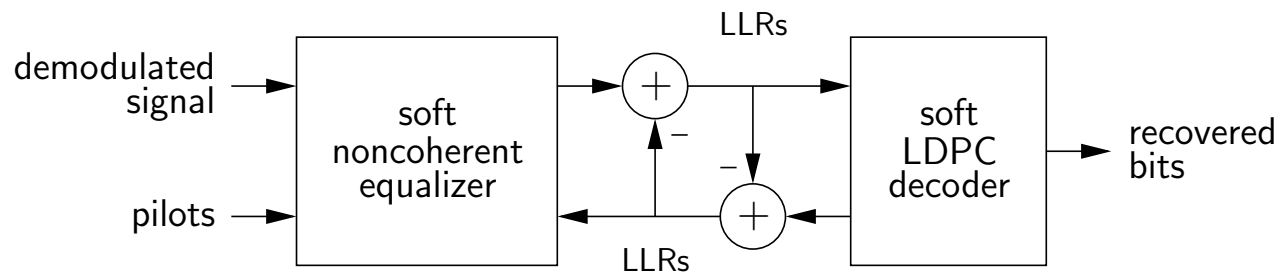 LLRs
demodulated
signal
+
soft
noncoherent
equalizer
–
soft
LDPC
decoder
recovered
bits
–
pilots
+
LLRs